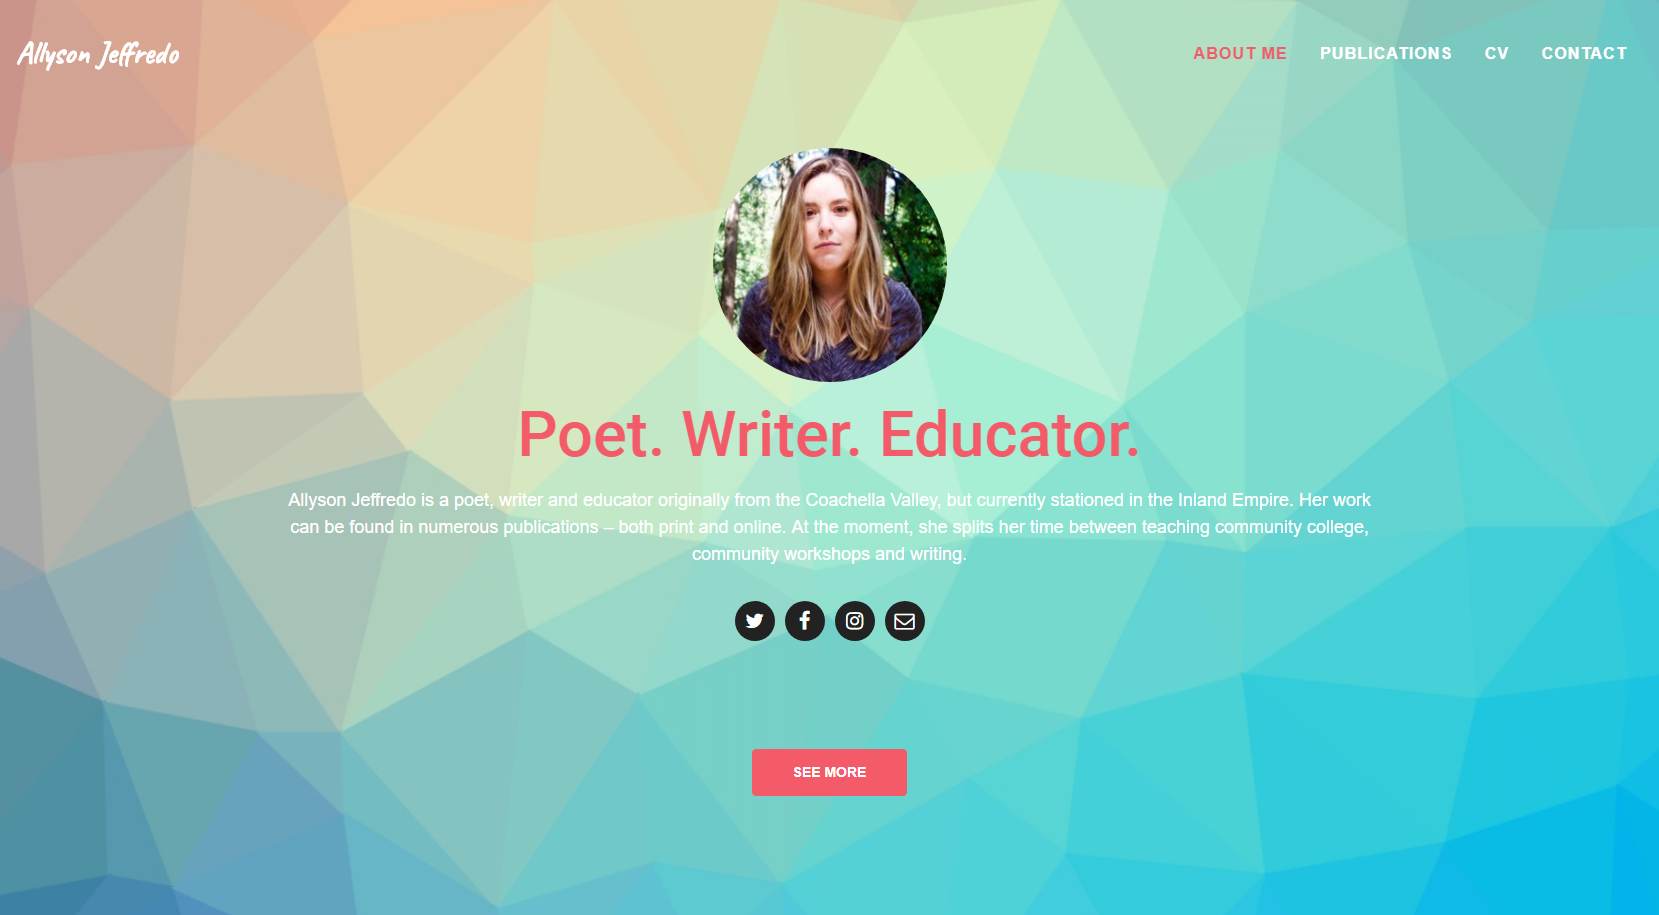 Allyson Jeffredo
ABOUT ME PUBLICATIONS CV CONTACT
Poet. Writer. Educator.
Allyson Jeffredo is a poet, writer and educator originally from the Coachella Valley, but currently stationed in the Inland Empire. Her work
can be found in numerous publications – both print and online. At the moment, she splits her time between teaching community college,
community workshops and writing.
SEE MORE